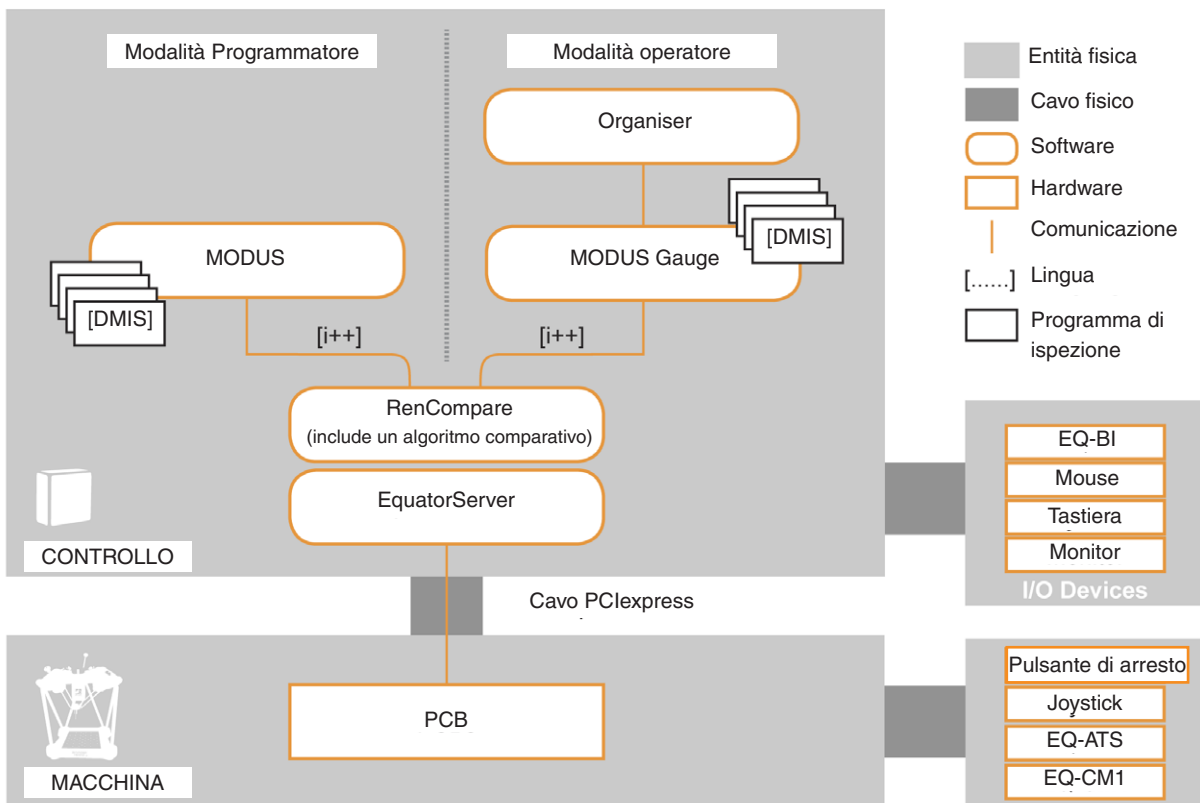 Modalità Programmatore
Modalità operatore
Organiser
MODUS
[DMIS]
MODUS Gauge
[DMIS]
[i++]
[i++]
RenCompare
(include un algoritmo comparativo)
EquatorServer
CONTROLLO
Cavo PCIexpress
PCB
MACCHINA
Entità fisica
Cavo fisico
Software
Hardware
Comunicazione
[......] Lingua
Programma di
ispezione
EQ-BI
Mouse
Tastiera
Monitor
I/O Devices
Pulsante di arresto
Joystick
EQ-ATS
EQ-CM1